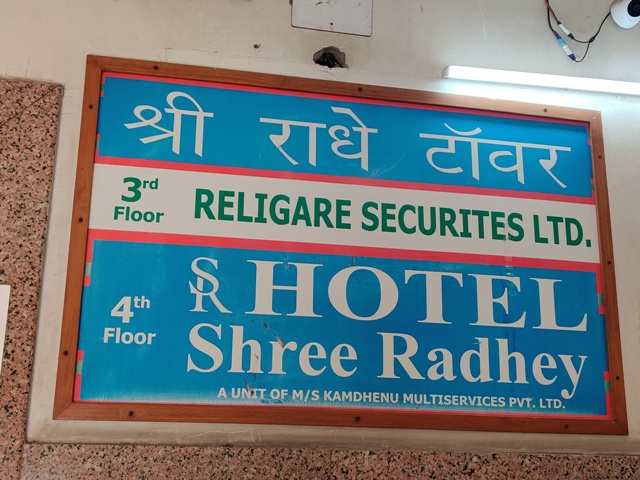 श्री राधे टॉवर
3rd Floor
RELIGARE SECURITES LTD.
4th Floor
SR HOTEL
Shree Radhey
A UNIT OF M/S KAMDHENU MULTISERVICES PVT. LTD.